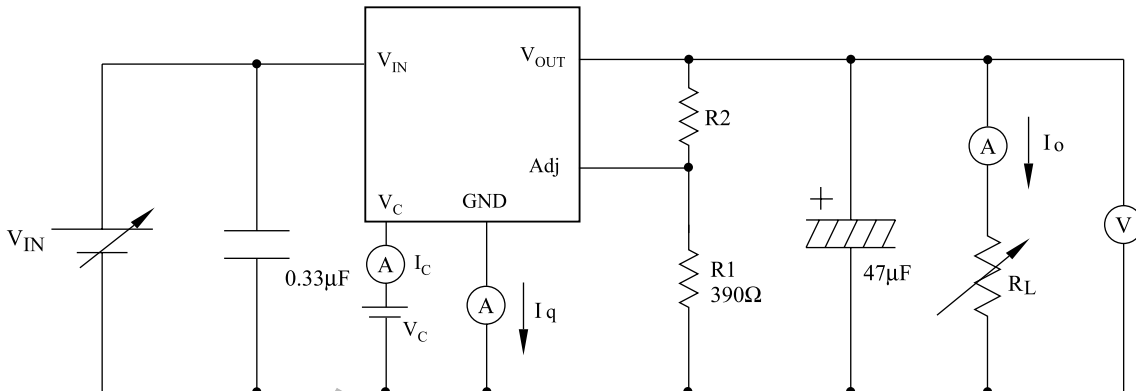 V_IN
V_OUT
R2
A
I o
Adj
V_C
GND
+
V_IN
V
A
I_C
0.33μF
R1
390Ω
47μF
R_L
A
I q
V_C